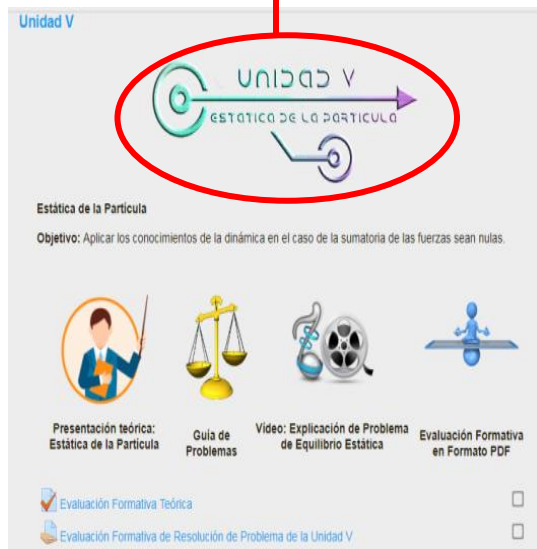 Unidad V
UNIDAD V
ESTATICA DE LA PARTICULA
Estática de la Partícula
Objetivo: Aplicar los conocimientos de la dinámica en el caso de la sumatoria de las fuerzas sean nulas.
Presentación teórica:
Estática de la Partícula
Guía de
Problemas
Video: Explicación de Problema
de Equilibrio Estática
Evaluación Formativa
en Formato PDF
Evaluación Formativa Teórica
Evaluación Formativa de Resolución de Problema de la Unidad V